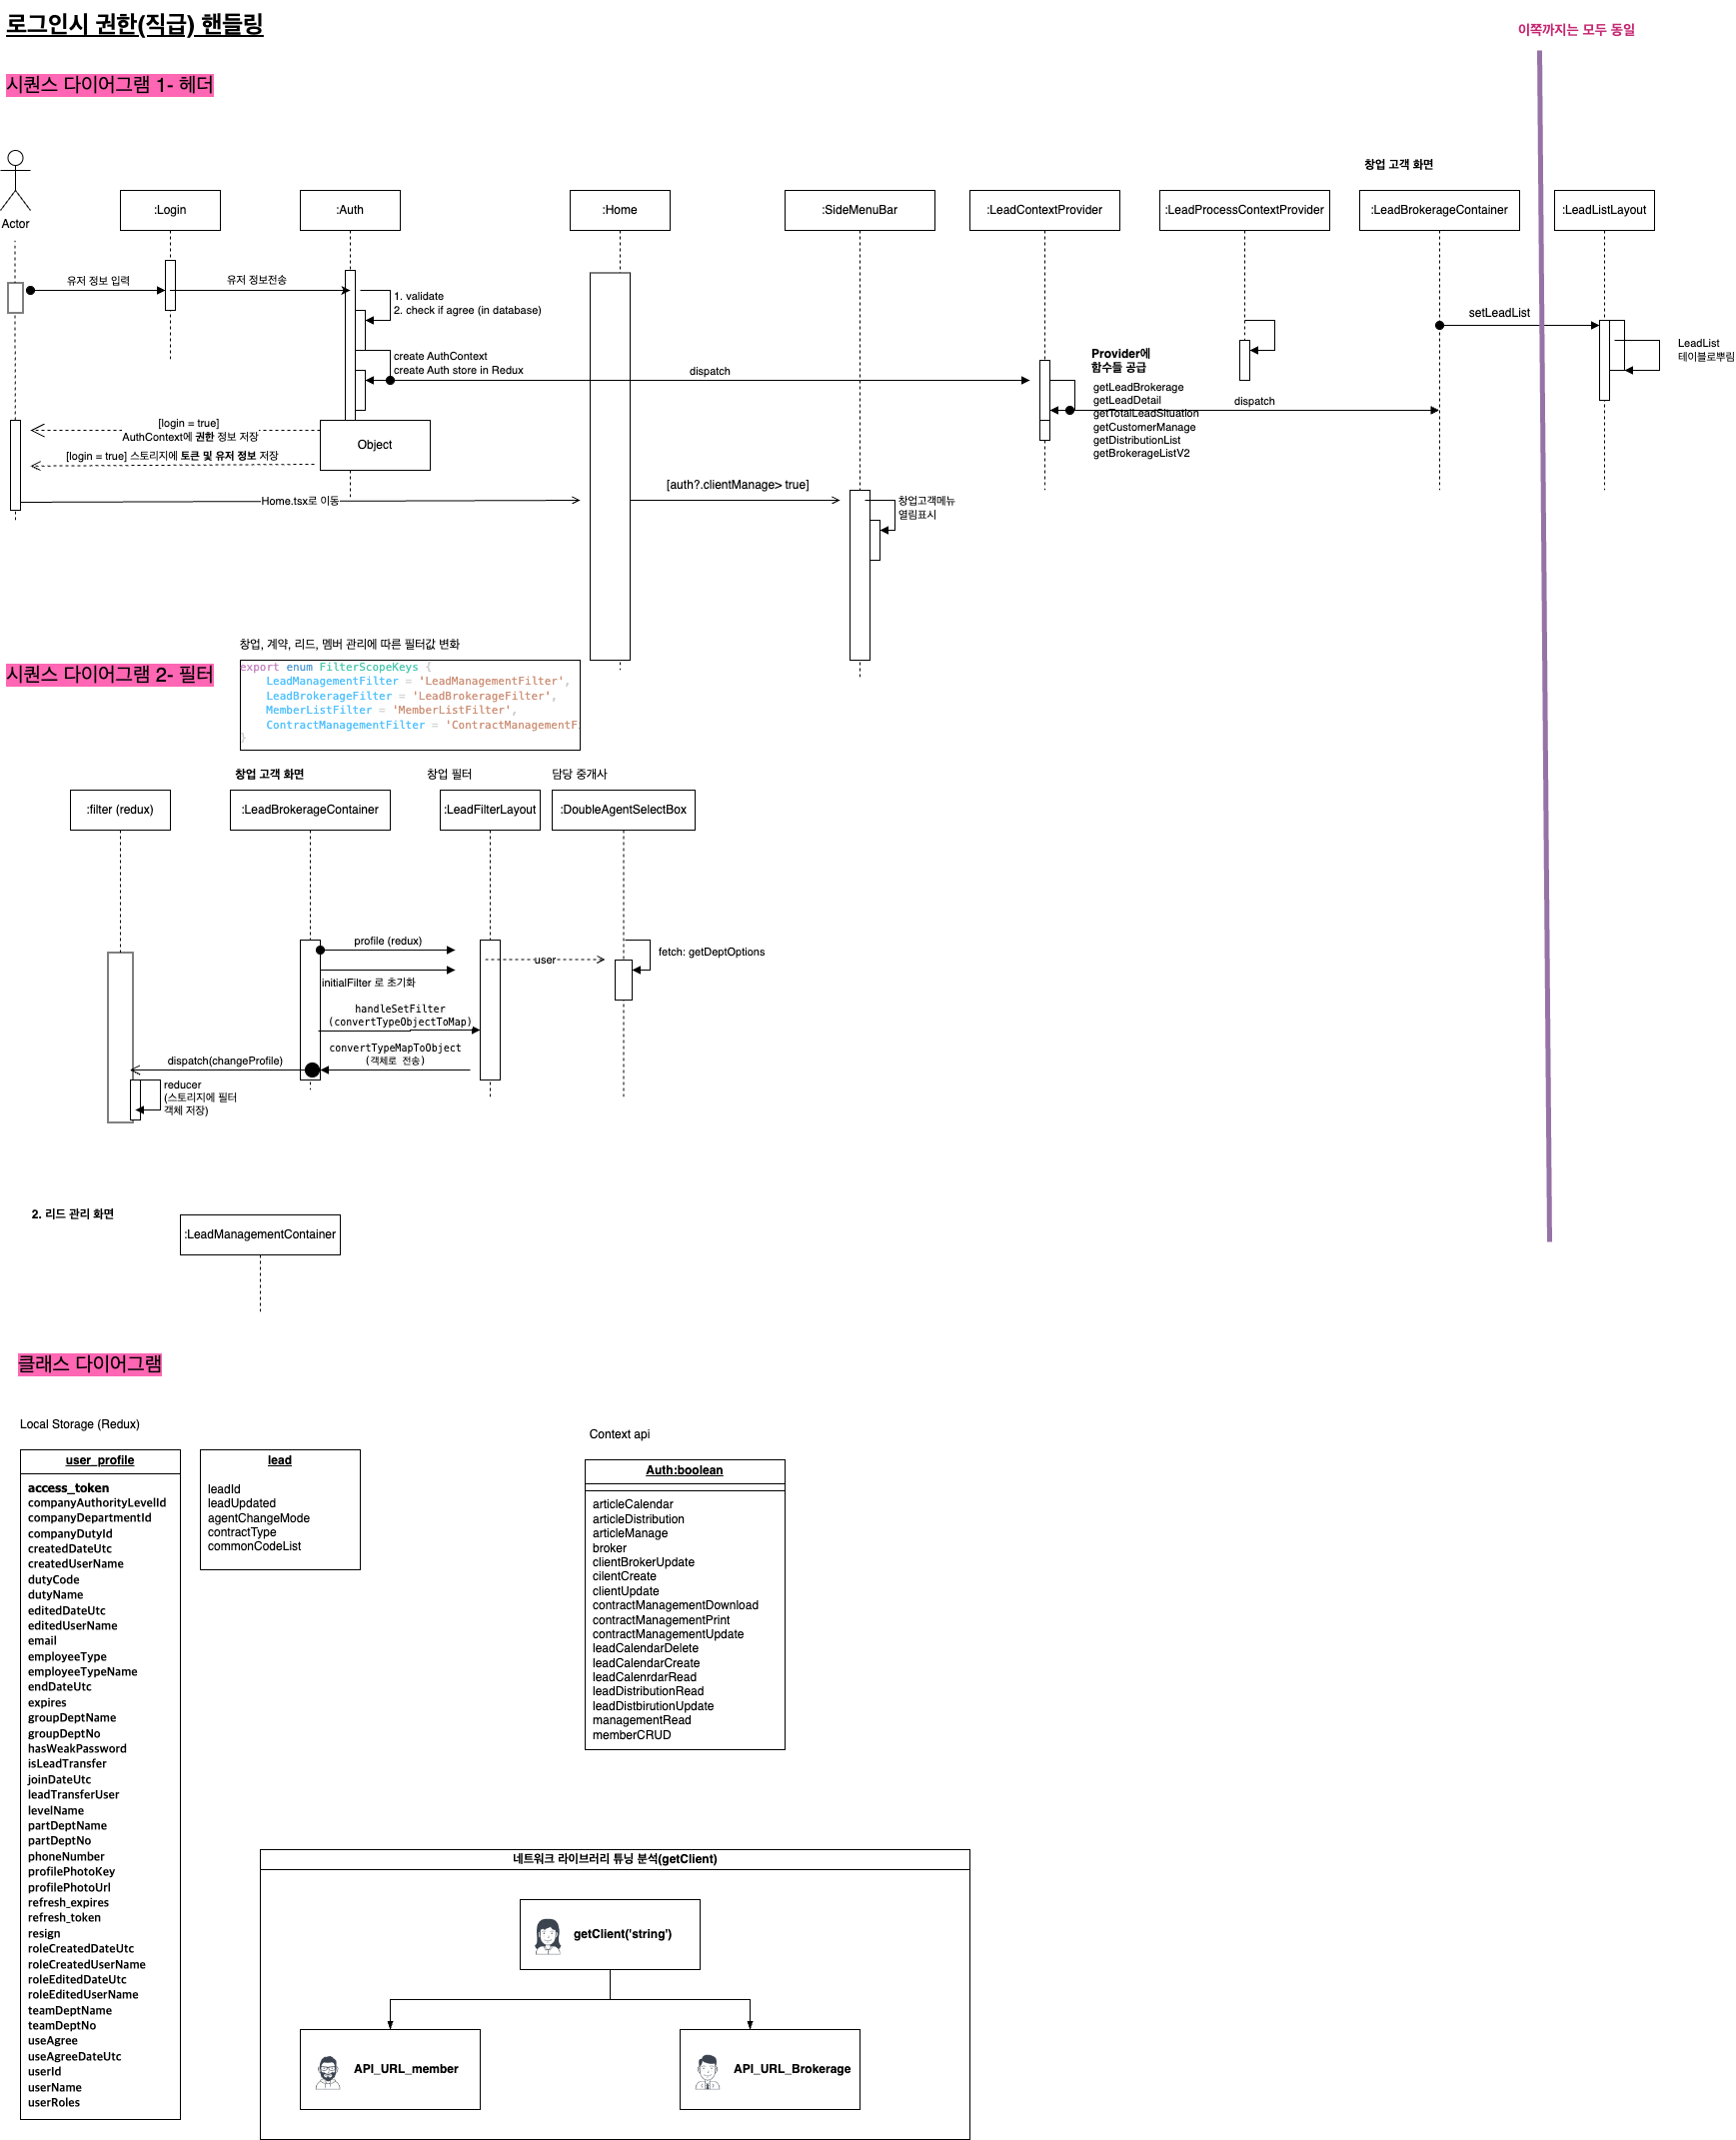 로그인시 권한(직급) 핸들링
이쪽까지는 모두 동일
시퀀스 다이어그램 1- 헤더
창업 고객 화면
Actor
:Login
:Auth
:Home
:SideMenuBar
:LeadContextProvider
:LeadProcessContextProvider
:LeadBrokerageContainer
:LeadListLayout
유저 정보 입력
유저 정보전송
1. validate
2. check if agree (in database)
create AuthContext
create Auth store in Redux
dispatch
Provider에
함수들 공급
getLeadBrokerage
getLeadDetail
getTotalLeadSituation
getCustomerManage
getDistributionList
getBrokerageListV2
dispatch
setLeadList
LeadList
테이블로뿌림
[login = true]
AuthContext에 권한 정보 저장
[login = true] 스토리지에 토큰 및 유저 정보 저장
Object
Home.tsx로 이동
[auth?.clientManage> true]
창업고객메뉴
열림표시
시퀀스 다이어그램 2- 필터
창업, 계약, 리드, 멤버 관리에 따른 필터값 변화
export enum FilterScopeKeys {
LeadManagementFilter = 'LeadManagementFilter',
LeadBrokerageFilter = 'LeadBrokerageFilter',
MemberListFilter = 'MemberListFilter',
ContractManagementFilter = 'ContractManagementF
}
창업 고객 화면
창업 필터
담당 중개사
:filter (redux)
:LeadBrokerageContainer
:LeadFilterLayout
:DoubleAgentSelectBox
profile (redux)
initialFilter 로 초기화
user
fetch: getDeptOptions
handleSetFilter
(convertTypeObjectToMap)
convertTypeMapToObject
(객체로 전송)
dispatch(changeProfile)
reducer
(스토리지에 필터
객체 저장)
2. 리드 관리 화면
:LeadManagementContainer
클래스 다이어그램
Local Storage (Redux)
user_profile
access_token
companyAuthorityLevelId
companyDepartmentId
companyDutyId
createdDateUtc
createdUserName
dutyCode
dutyName
editedDateUtc
editedUserName
email
employeeType
employeeTypeName
endDateUtc
expires
groupDeptName
groupDeptNo
hasWeakPassword
isLeadTransfer
joinDateUtc
leadTransferUser
levelName
partDeptName
partDeptNo
phoneNumber
profilePhotoKey
profilePhotoUrl
refresh_expires
refresh_token
resign
roleCreatedDateUtc
roleCreatedUserName
roleEditedDateUtc
roleEditedUserName
teamDeptName
teamDeptNo
useAgree
useAgreeDateUtc
userId
userName
userRoles
lead
leadId
leadUpdated
agentChangeMode
contractType
commonCodeList
Context api
Auth:boolean
articleCalendar
articleDistribution
articleManage
broker
clientBrokerUpdate
cilentCreate
clientUpdate
contractManagementDownload
contractManagementPrint
contractManagementUpdate
leadCalendarDelete
leadCalendarCreate
leadCalenrdarRead
leadDistributionRead
leadDistbirutionUpdate
managementRead
memberCRUD
네트워크 라이브러리 튜닝 분석(getClient)
getClient('string')
API_URL_member
API_URL_Brokerage